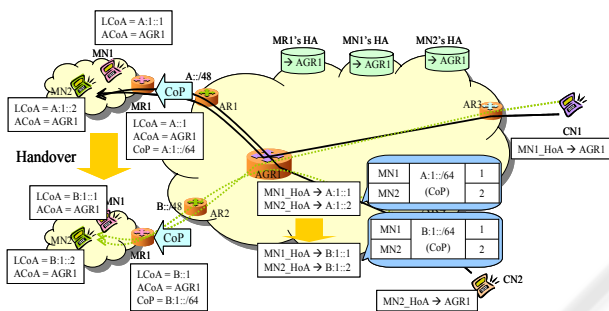 LCoA = A:1::1
ACoA = AGR1
MN1
MR1's HA
→ AGR1
MN1's HA
→ AGR1
MN2's HA
→ AGR1
MN2
LCoA = A:1::2
ACoA = AGR1
MR1
CoP
A::/48
AR1
LCoA = A::1
ACoA = AGR1
CoP = A:1::/64
AR3
CN1
MN1_HoA → AGR1
Handover
AGR1
MN1_HoA → A:1::1
MN2_HoA → A:1::2
MN1 A:1::/64 1
MN2 (CoP) 2
LCoA = B:1::1
ACoA = AGR1
MN1
MN2
LCoA = B:1::2
ACoA = AGR1
MR1
CoP
B::/48
AR2
LCoA = B::1
ACoA = AGR1
CoP = B:1::/64
MN1_HoA → B:1::1
MN2_HoA → B:1::2
MN1 B:1::/64 1
MN2 (CoP) 2
CN2
MN2_HoA → AGR1